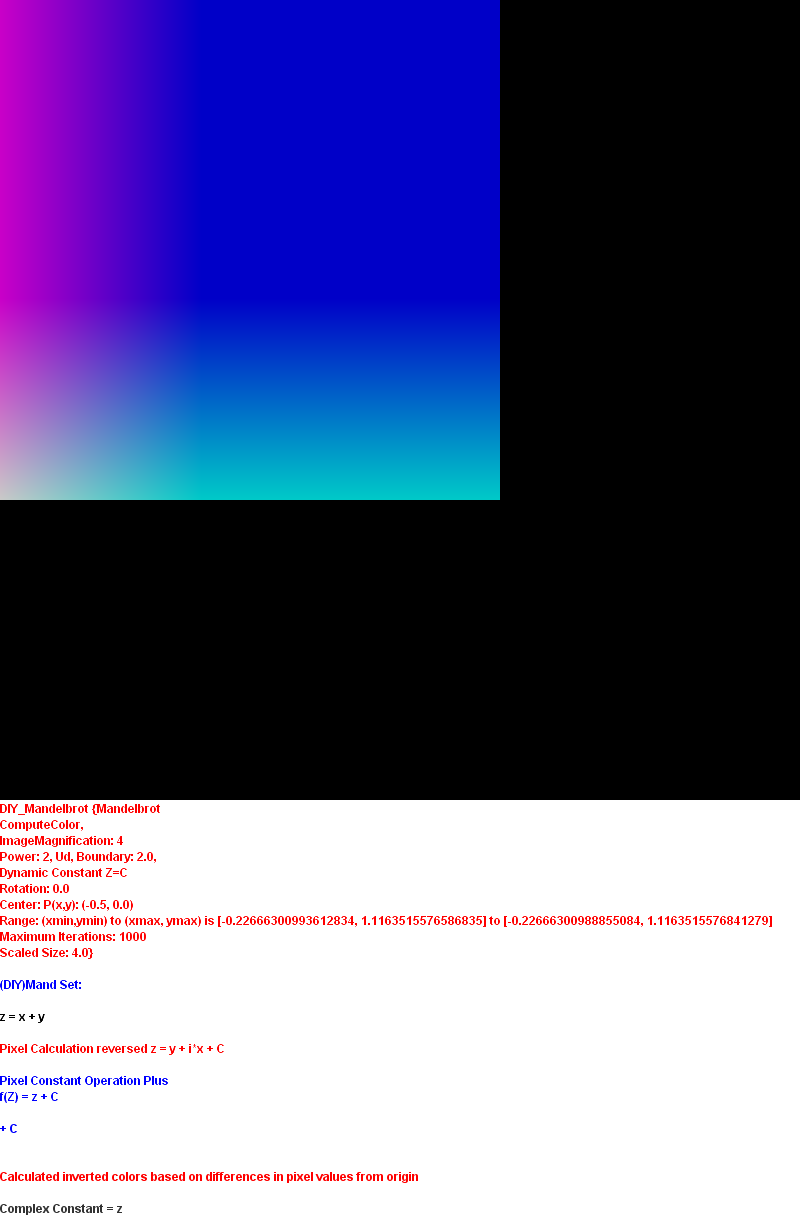 DIY_Mandelbrot {Mandelbrot
ComputeColor,
ImageMagnification: 4
Power: 2, Ud, Boundary: 2.0,
Dynamic Constant Z=C
Rotation: 0.0
Center: P(x,y): (-0.5, 0.0)
Range: (xmin,ymin) to (xmax, ymax) is [-0.22666300993612834, 1.1163515576586835] to [-0.22666300988855084, 1.1163515576841279]
Maximum Iterations: 1000
Scaled Size: 4.0}
(DIY)Mand Set:
z = x + y
Pixel Calculation reversed z = y + i*x + C
Pixel Constant Operation Plus
f(Z) = z + C
+ C
Calculated inverted colors based on differences in pixel values from origin
Complex Constant = z